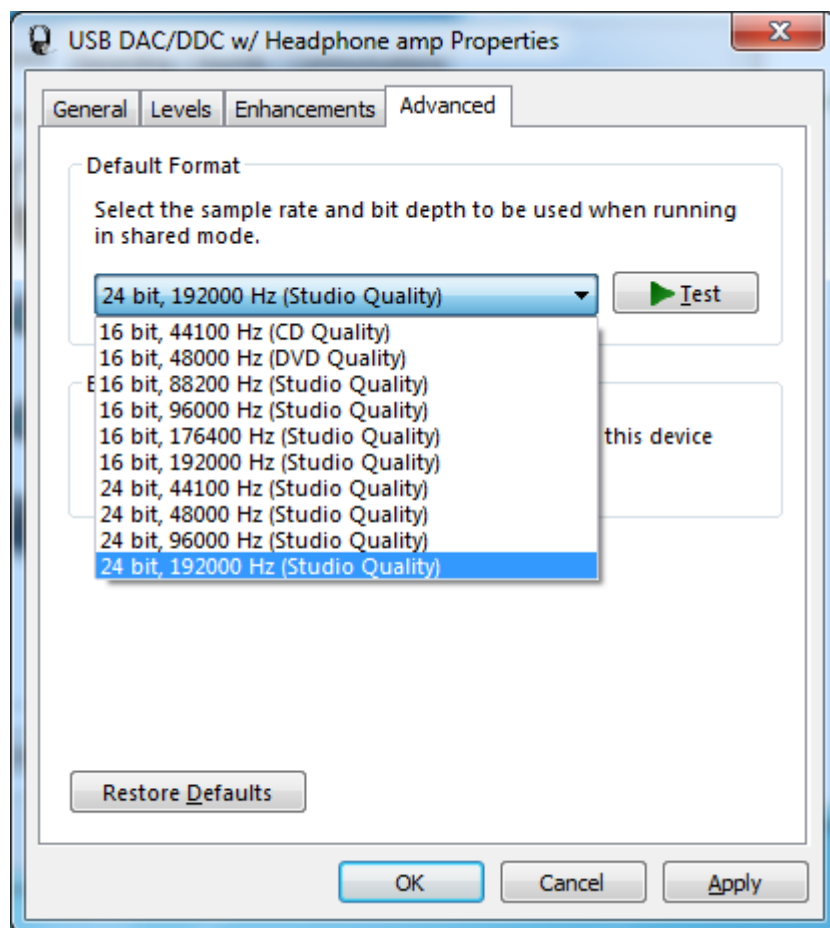 USB DAC/DDC w/ Headphone amp Properties
General Levels Enhancements Advanced
Default Format
Select the sample rate and bit depth to be used when running
in shared mode.
24 bit, 192000 Hz (Studio Quality)
Test
16 bit, 44100 Hz (CD Quality)
16 bit, 48000 Hz (DVD Quality)
E
16 bit, 88200 Hz (Studio Quality)
16 bit, 96000 Hz (Studio Quality)
16 bit, 176400 Hz (Studio Quality)
this device
16 bit, 192000 Hz (Studio Quality)
24 bit, 44100 Hz (Studio Quality)
24 bit, 48000 Hz (Studio Quality)
24 bit, 96000 Hz (Studio Quality)
24 bit, 192000 Hz (Studio Quality)
Restore Defaults
OK Cancel Apply